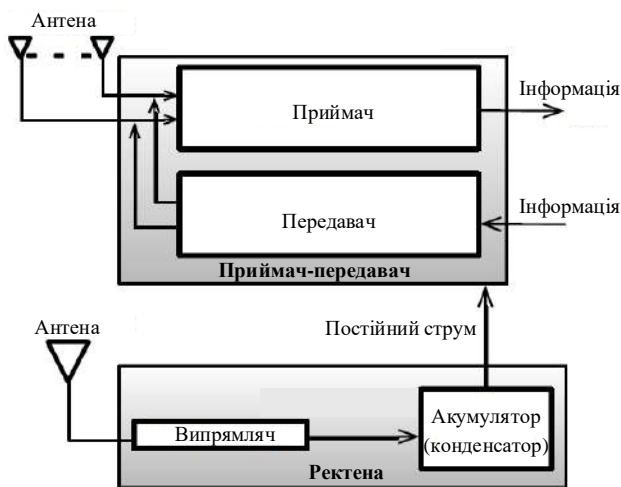 Антена
Приймач
Інформація
Передавач
Інформація
Приймач-передавач
Антена
Постійний струм
Випрямляч
Акумулятор
(конденсатор)
Ректена